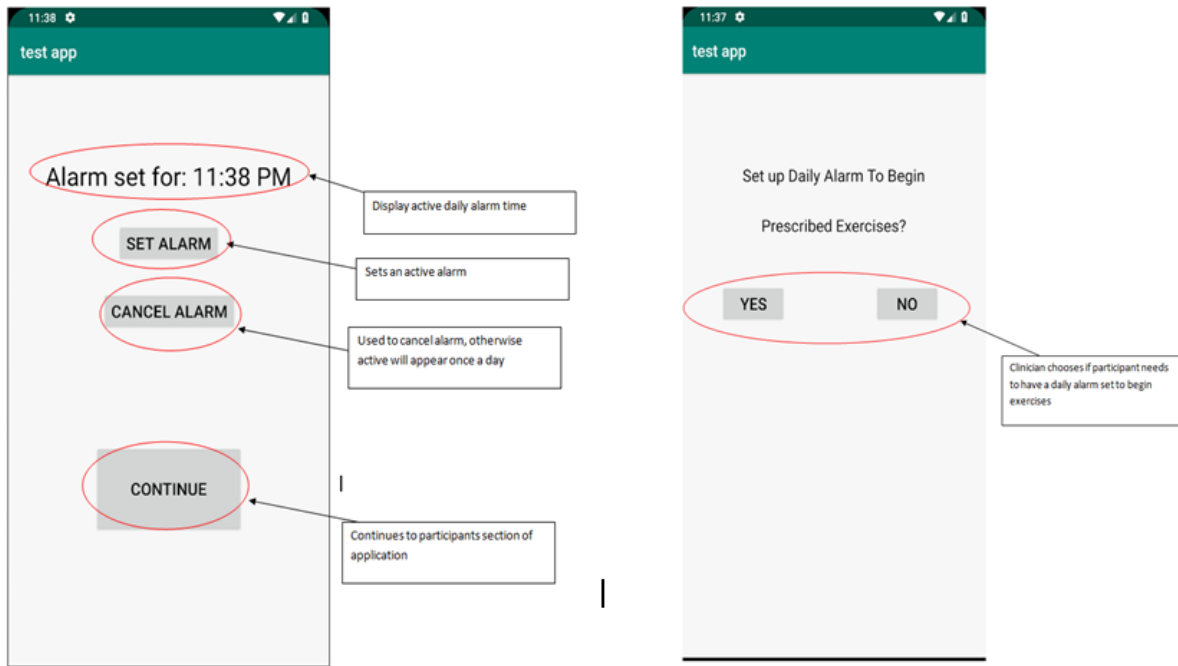 11:38
test app
Alarm set for: 11:38 PM
SET ALARM
CANCEL ALARM
CONTINUE
Display active daily alarm time
Sets an active alarm
Used to cancel alarm, otherwise
active will appear once a day
Continues to participants section of
application
11:37
test app
Set up Daily Alarm To Begin
Prescribed Exercises?
YES
NO
Clinician chooses if participant needs
to have a daily alarm set to begin
exercises